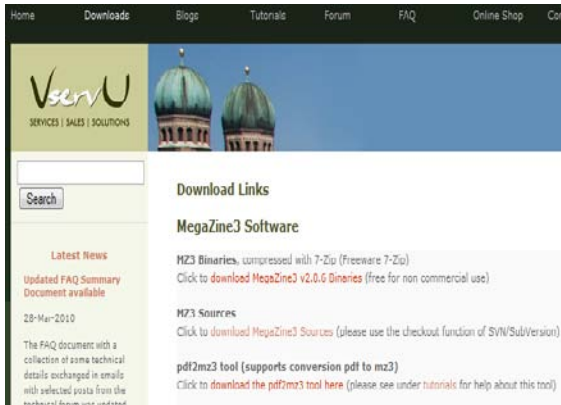 Home Downloads Blogs Tutorials Forum FAQ Online Shop
VservU
SERVICES | SALES | SOLUTIONS
Search
Latest News
Updated FAQ Summary
Document available
28-Mar-2010
The FAQ document with a
collection of some technical
details exchanged in emails
with selected posts from the
technical forum was updated
Download Links
MegaZine3 Software
MZ3 Binaries, compressed with 7-Zip (Freeware 7-Zip)
Click to download MegaZine3 v2.0.6 Binaries (free for non commercial use)
MZ3 Sources
Click to download MegaZine3 Sources (please use the checkout function of SVN/SubVersion)
pdf2mz3 tool (supports conversion pdf to mz3)
Click to download the pdf2mz3 tool here (please see under tutorials for help about this tool)